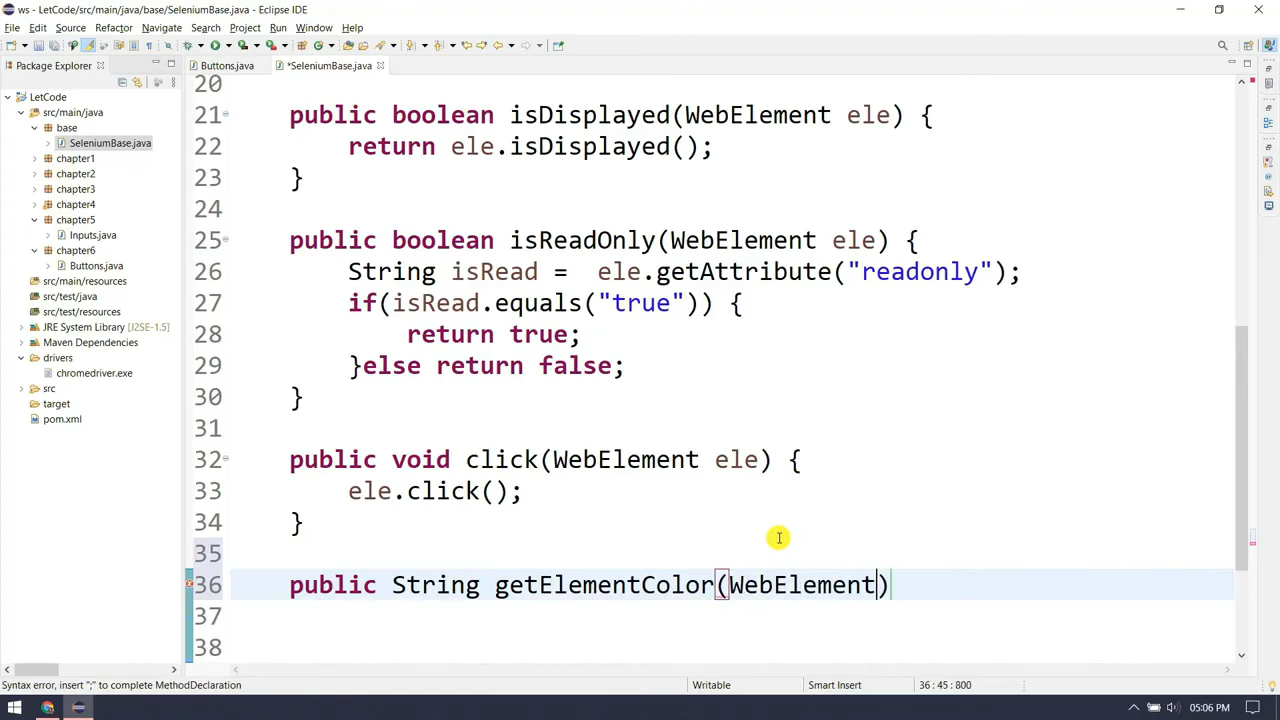 ws - LetCode/src/main/java/base/SeleniumBase.java - Eclipse IDE
File Edit Source Refactor Navigate Search Project Run Window Help
Package Explorer
Buttons.java
*SeleniumBase.java
LetCode
src/main/java
base
SeleniumBase.java
chapter1
chapter2
chapter3
chapter4
chapter5
Inputs.java
chapter6
Buttons.java
src/main/resources
src/test/java
src/test/resources
JRE System Library [J2SE-1.5]
Maven Dependencies
drivers
chromedriver.exe
src
target
pom.xml
20
21 public boolean isDisplayed(WebElement ele) {
22 return ele.isDisplayed();
23 }
24
25 public boolean isReadOnly(WebElement ele) {
26 String isRead =  ele.getAttribute("readonly");
27 if(isRead.equals("true")) {
28 return true;
29 }else return false;
30 }
31
32 public void click(WebElement ele) {
33 ele.click();
34 }
35
36 public String getElementColor(WebElement)
37
38
Syntax error, insert ";" to complete MethodDeclaration
Writable
Smart Insert
36 : 45 : 800
05:06 PM